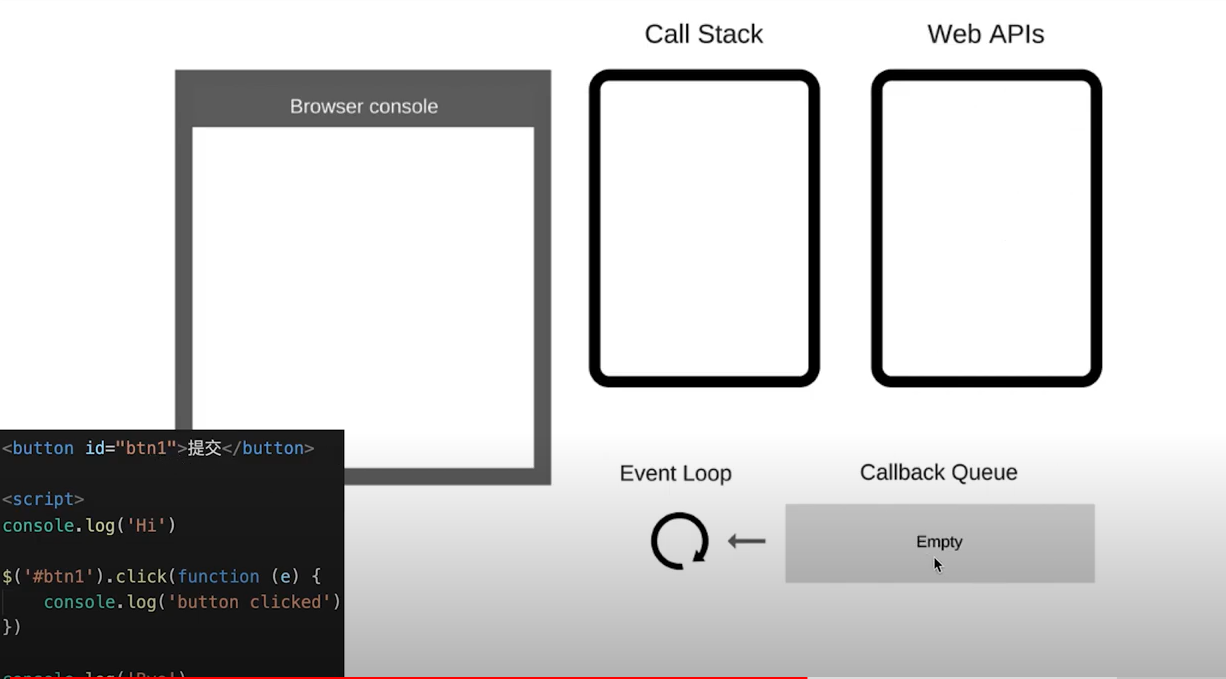 Call Stack
Web APIs
Browser console
Event Loop
Callback Queue
Empty
<button id="btn1">提交</button>
<script>
console.log('Hi')
$('#btn1').click(function (e) {
console.log('button clicked')
})